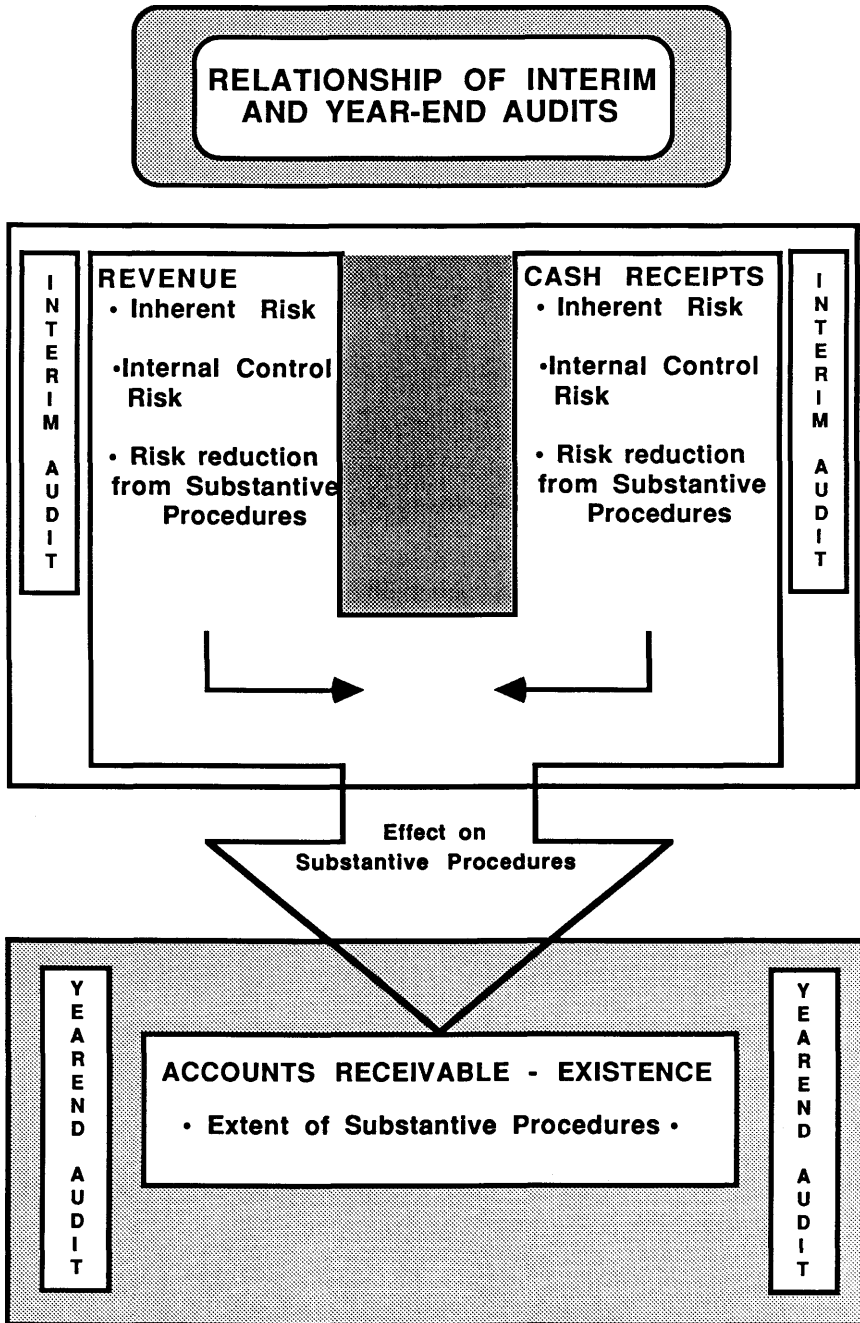 RELATIONSHIP OF INTERIM
AND YEAR-END AUDITS
INTERIM AUDIT
REVENUE
• Inherent Risk
•Internal Control
Risk
• Risk reduction
from Substantive
Procedures
CASH RECEIPTS
• Inherent Risk
•Internal Control
Risk
• Risk reduction
from Substantive
Procedures
INTERIM AUDIT
Effect on
Substantive Procedures
YEAREND AUDIT
ACCOUNTS RECEIVABLE - EXISTENCE
• Extent of Substantive Procedures •
YEAREND AUDIT